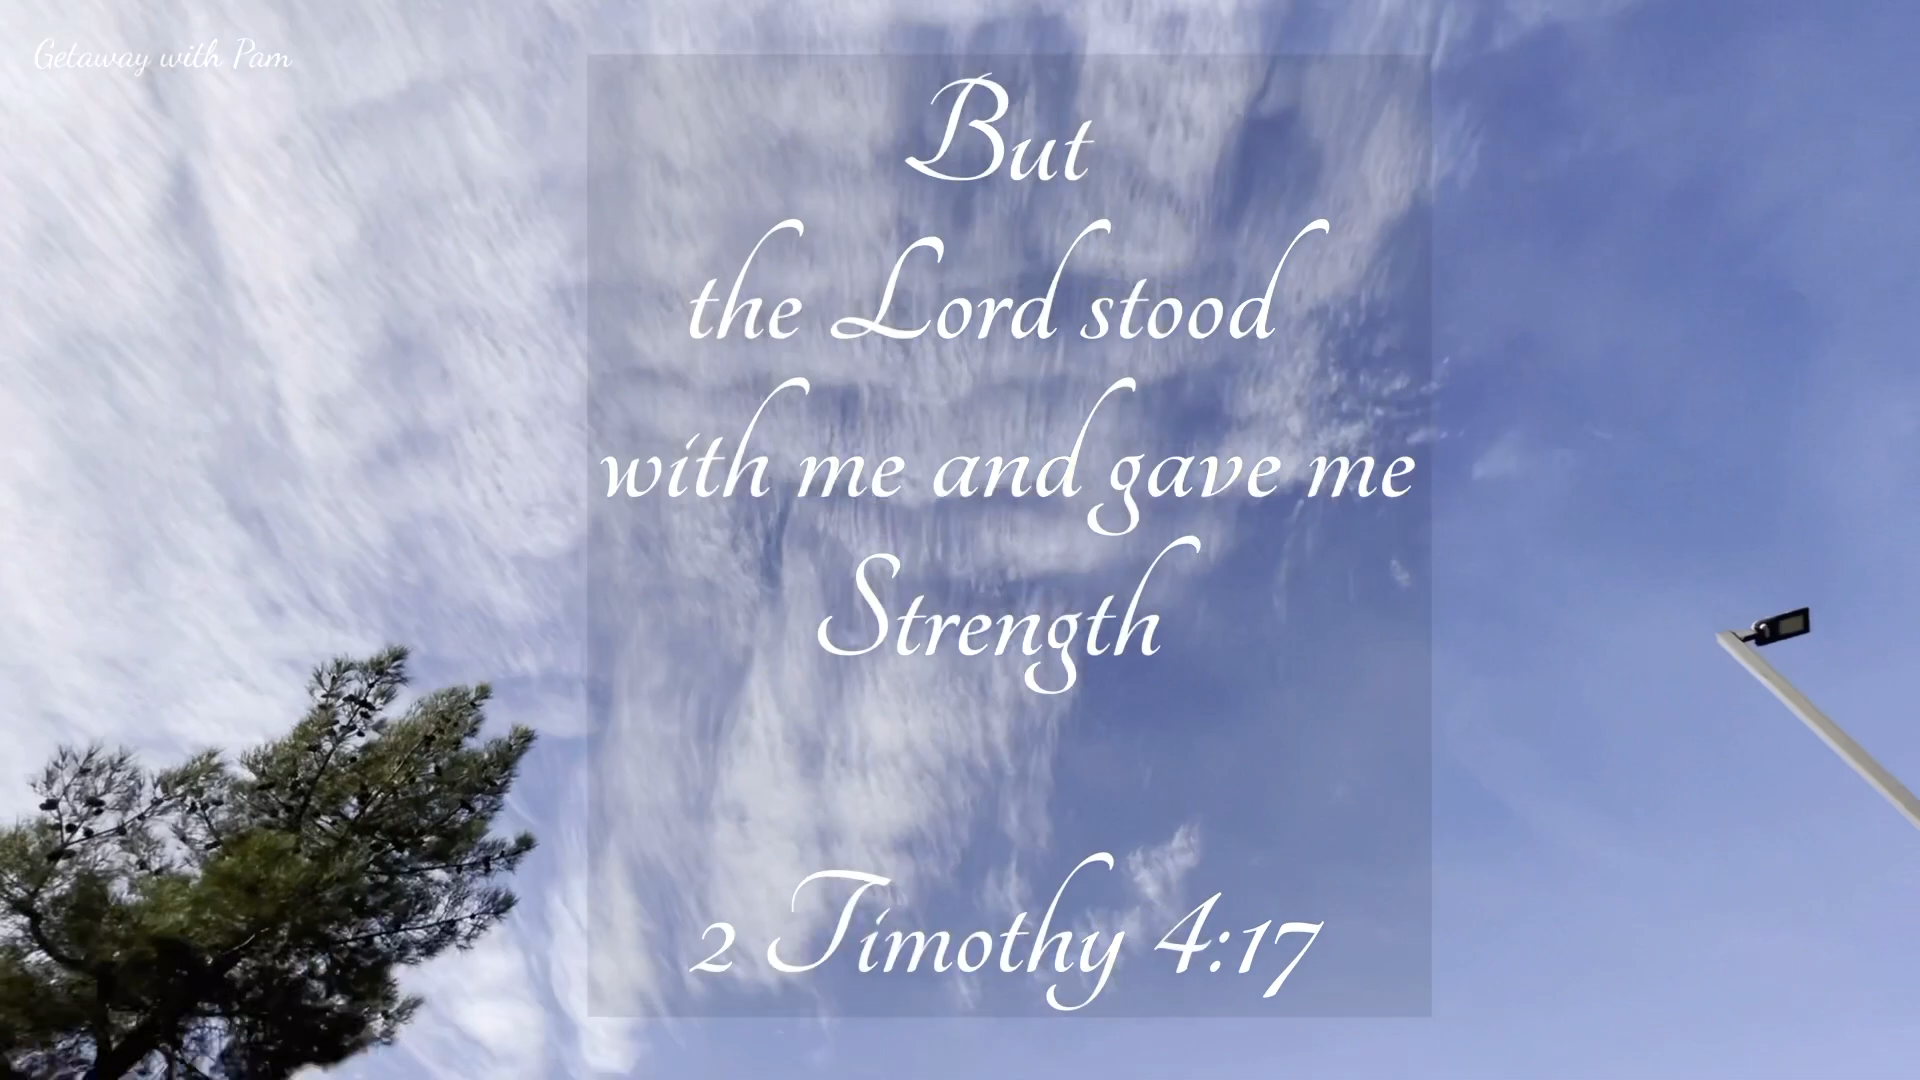 Getaway with Pam
But
the Lord stood
with me and gave me
Strength
2 Timothy 4:17